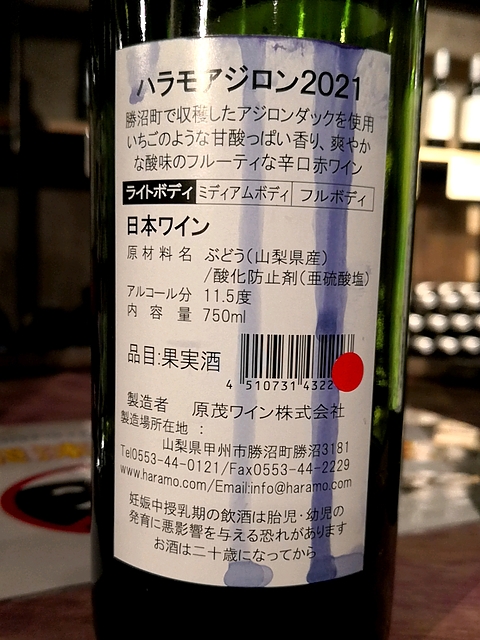 ハラモアジロン2021
勝沼町で収穫したアジロンダックを使用
いちごのような甘酸っぱい香り、爽やか
な酸味のフルーティな辛口赤ワイン
ライトボディ ミディアムボディ フルボディ
日本ワイン
原材料名 ぶどう(山梨県産)
/酸化防止剤(亜硫酸塩)
アルコール分 11.5度
内容量 750ml
品目:果実酒
4 510731 4322
製造者 原茂ワイン株式会社
製造場所在地 :
山梨県甲州市勝沼町勝沼3181
Tel0553-44-0121/Fax0553-44-2229
www.haramo.com/Email:info@haramo.com
妊娠中授乳期の飲酒は胎児・幼児の
発育に悪影響を与える恐れがあります
お酒は二十歳になってから